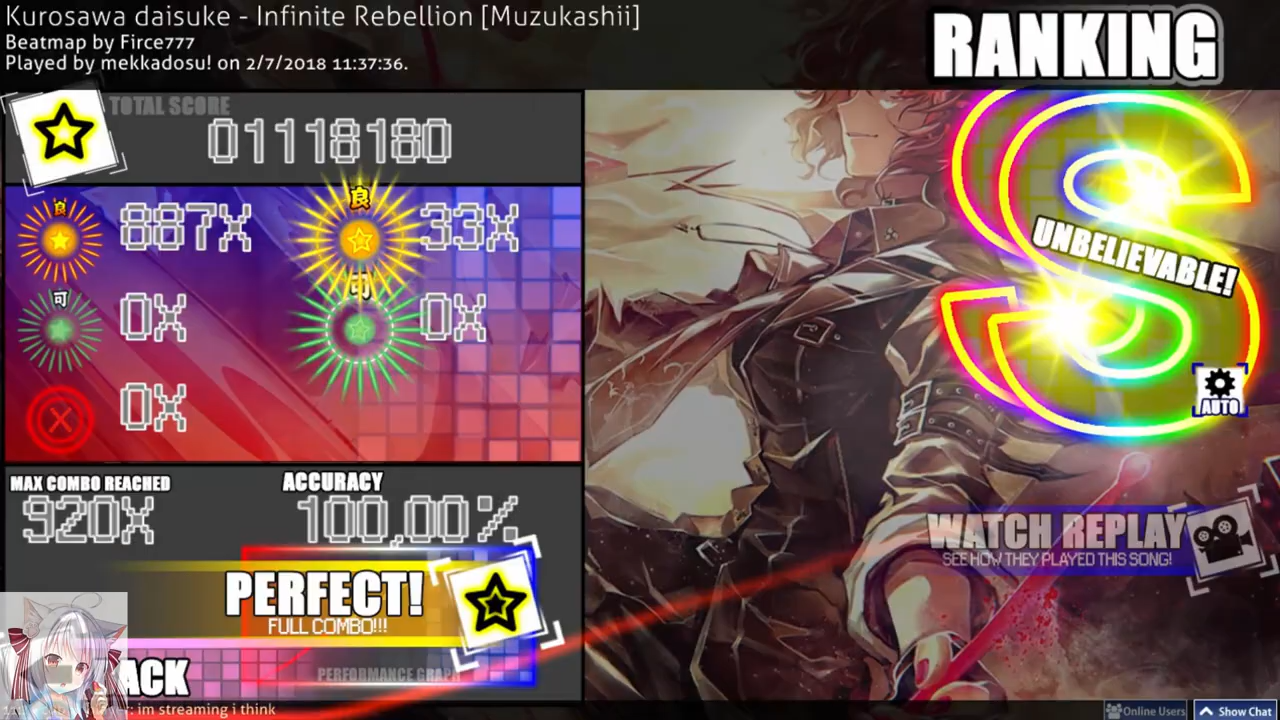 Kurosawa daisuke - Infinite Rebellion [Muzukashii]
Beatmap by Firce777
Played by mekkadosu! on 2/7/2018 11:37:36.
RANKING
TOTAL SCORE
01118180
良 887X 良 33X
可 0X 可 0X
0X
UNBELIEVABLE!
AUTO
MAX COMBO REACHED ACCURACY
920X 100,00%
WATCH REPLAY
SEE HOW THEY PLAYED THIS SONG!
PERFECT!
FULL COMBO!!!
ACK
PERFORMANCE GRAPH
im streaming i think
Online Users Show Chat